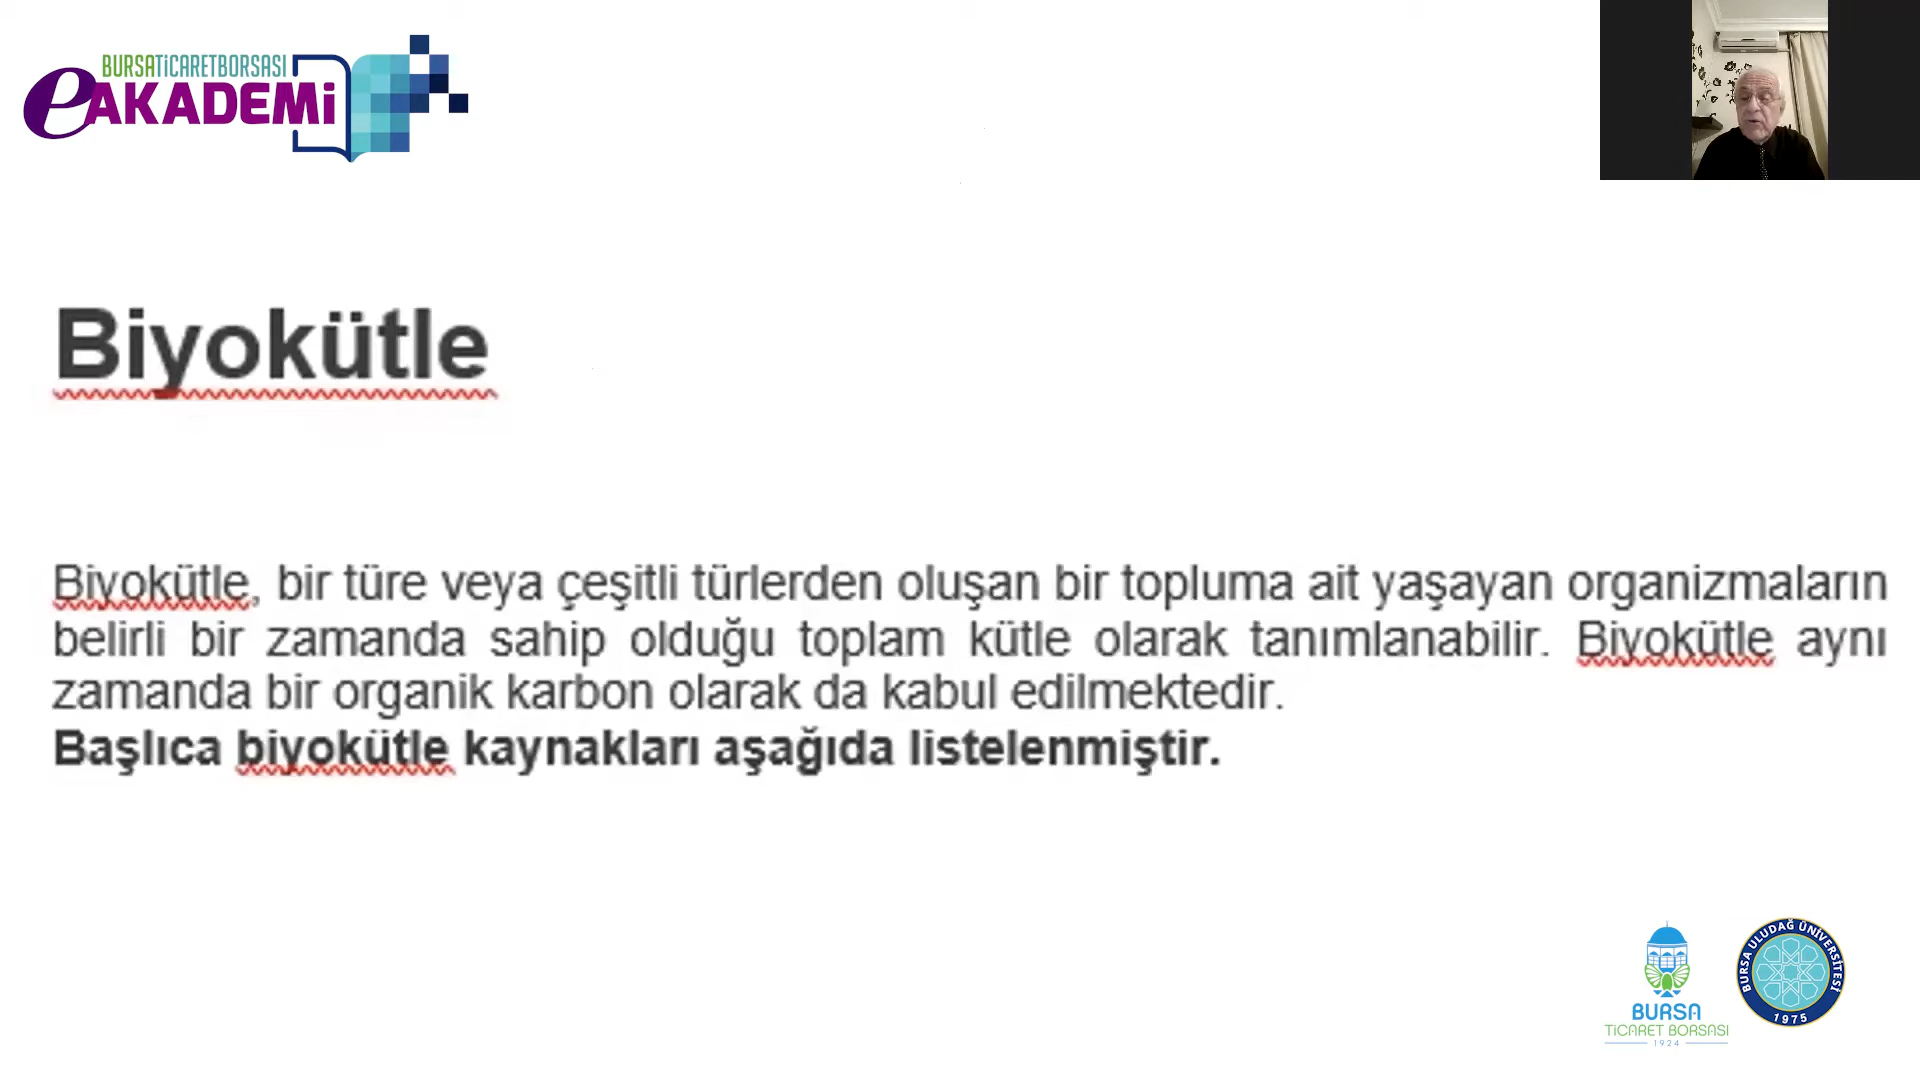 BURSATİCARETBORSASI
eAKADEMİ
Biyokütle
Biyokütle, bir türe veya çeşitli türlerden oluşan bir topluma ait yaşayan organizmaların
belirli bir zamanda sahip olduğu toplam kütle olarak tanımlanabilir. Biyokütle aynı
zamanda bir organik karbon olarak da kabul edilmektedir.
Başlıca biyokütle kaynakları aşağıda listelenmiştir.
BURSA
TİCARET BORSASI
1924
BURSA ULUDAĞ ÜNİVERSİTESİ
1975